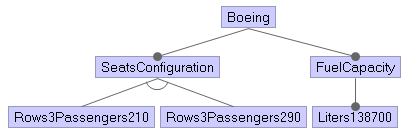 Boeing
SeatsConfiguration FuelCapacity
Rows3Passengers210 Rows3Passengers290 Liters138700